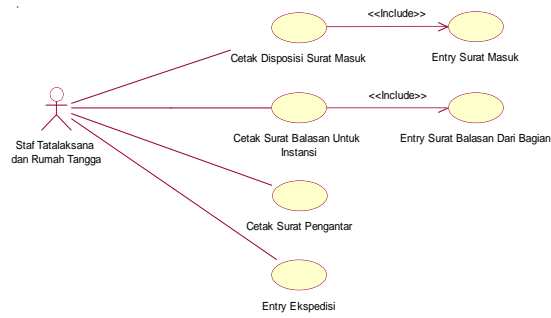 <<Include>>
Cetak Disposisi Surat Masuk
Entry Surat Masuk
<<Include>>
Staf Tatalaksana
dan Rumah Tangga
Cetak Surat Balasan Untuk
Instansi
Entry Surat Balasan Dari Bagian
Cetak Surat Pengantar
Entry Ekspedisi